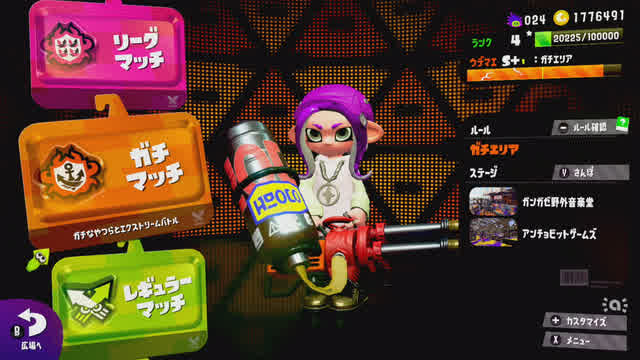 リーグ
マッチ
ガチ
マッチ
ガチなやつらとエクストリームバトル
レギュラー
マッチ
B
広場へ
024
1776491
ランク 4★ 20225/100000
ウデマエ S+ :ガチエリア
ルール
− ルール確認
ガチエリア
ステージ
Y さんぽ
ガンガゼ野外音楽堂
アンチョビットゲームズ
+ カスタマイズ
X メニュー